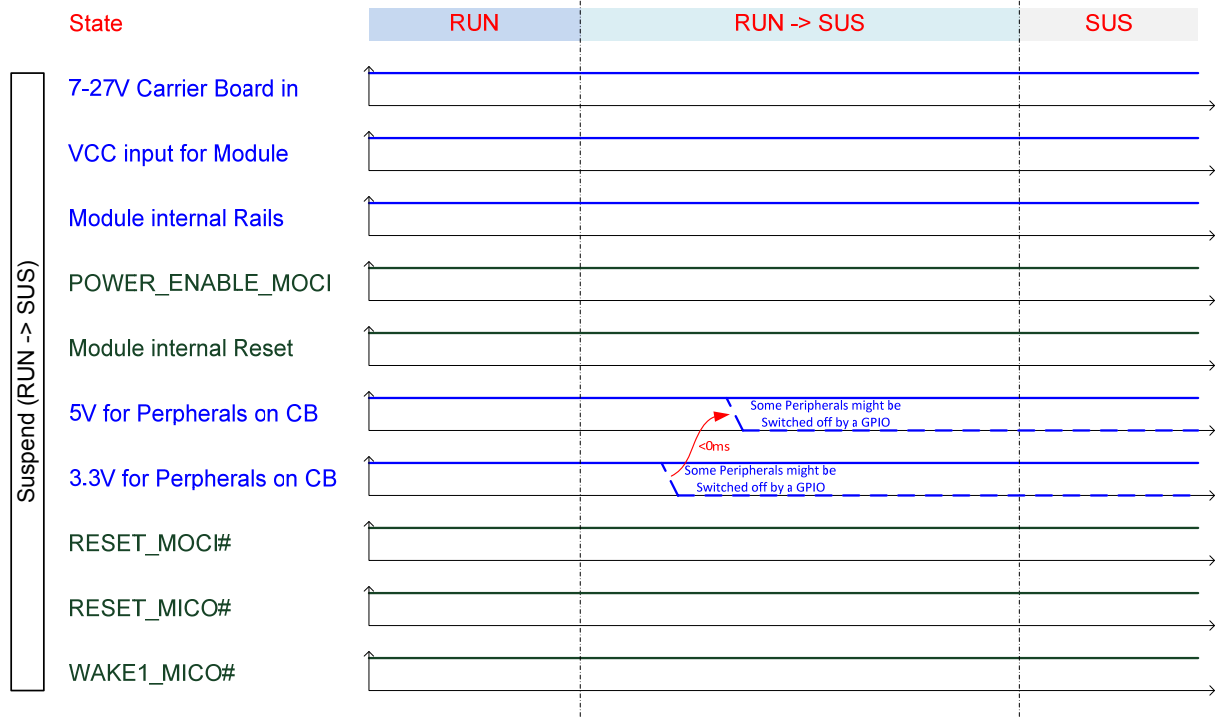 State
RUN
RUN -> SUS
SUS
Suspend (RUN -> SUS)
7-27V Carrier Board in
VCC input for Module
Module internal Rails
POWER_ENABLE_MOCI
Module internal Reset
5V for Perpherals on CB
Some Peripherals might be
Switched off by a GPIO
<0ms
3.3V for Perpherals on CB
Some Peripherals might be
Switched off by a GPIO
RESET_MOCI#
RESET_MICO#
WAKE1_MICO#